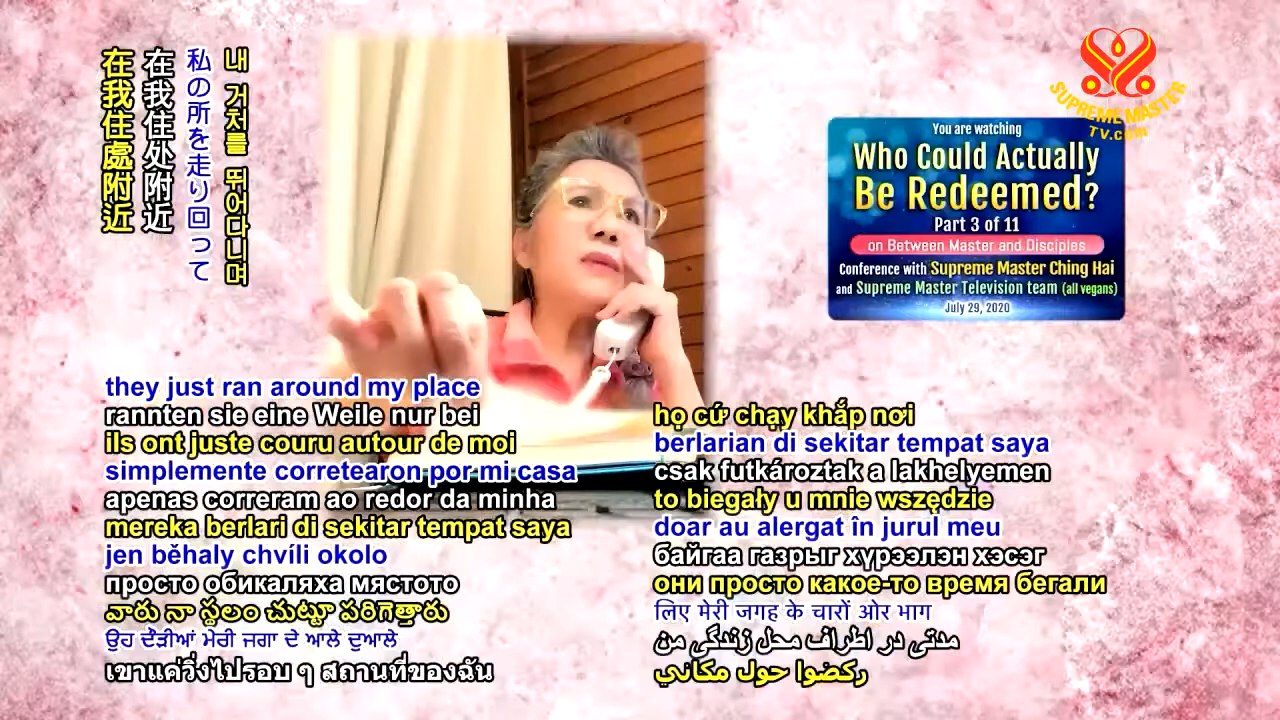 在我住處附近
在我住处附近
私の所を走り回って
내 거처를 뛰어다니며
SUPREME MASTER
TV.com
You are watching
Who Could Actually
Be Redeemed?
Part 3 of 11
on Between Master and Disciples
Conference with Supreme Master Ching Hai
and Supreme Master Television team (all vegans)
July 29, 2020
they just ran around my place
rannten sie eine Weile nur bei
ils ont juste couru autour de moi
simplemente corretearon por mi casa
apenas correram ao redor da minha
mereka berlari di sekitar tempat saya
jen běhaly chvíli okolo
просто обикаляха мястото
వారు నా స్థలం చుట్టూ పరిగెత్తారు
ਉਹ ਦੌੜੀਆਂ ਮੇਰੀ ਜਗਾ ਦੇ ਆਲੇ ਦੁਆਲੇ
เขาแค่วิ่งไปรอบ ๆ สถานที่ของฉัน
họ cứ chạy khắp nơi
berlarian di sekitar tempat saya
csak futkároztak a lakhelyemen
to biegały u mnie wszędzie
doar au alergat în jurul meu
байгаа газрыг хүрээлэн хэсэг
они просто какое-то время бегали
लिए मेरी जगह के चारों ओर भाग
مدتی در اطراف محل زندگی من
ركضوا حول مكاني